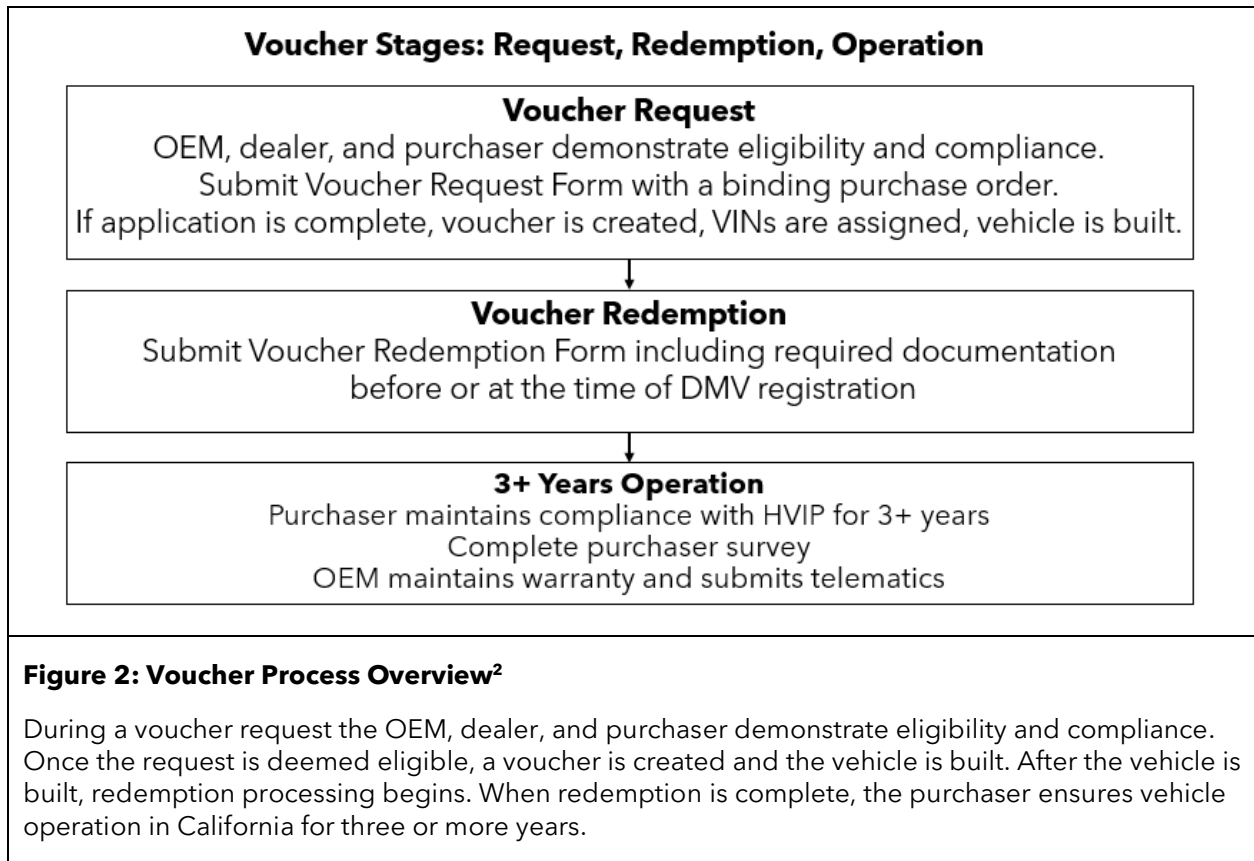 Voucher Stages: Request, Redemption, Operation
Voucher Request
OEM, dealer, and purchaser demonstrate eligibility and compliance.
Submit Voucher Request Form with a binding purchase order.
If application is complete, voucher is created, VINs are assigned, vehicle is built.
Voucher Redemption
Submit Voucher Redemption Form including required documentation
before or at the time of DMV registration
3+ Years Operation
Purchaser maintains compliance with HVIP for 3+ years
Complete purchaser survey
OEM maintains warranty and submits telematics
Figure 2: Voucher Process Overview²
During a voucher request the OEM, dealer, and purchaser demonstrate eligibility and compliance.
Once the request is deemed eligible, a voucher is created and the vehicle is built. After the vehicle is
built, redemption processing begins. When redemption is complete, the purchaser ensures vehicle
operation in California for three or more years.